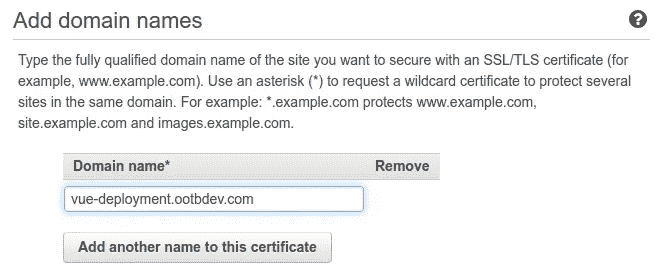 Add domain names
?
Type the fully qualified domain name of the site you want to secure with an SSL/TLS certificate (for
example, www.example.com). Use an asterisk (*) to request a wildcard certificate to protect several
sites in the same domain. For example: *.example.com protects www.example.com,
site.example.com and images.example.com.
Domain name* Remove
vue-deployment.ootbdev.com
Add another name to this certificate